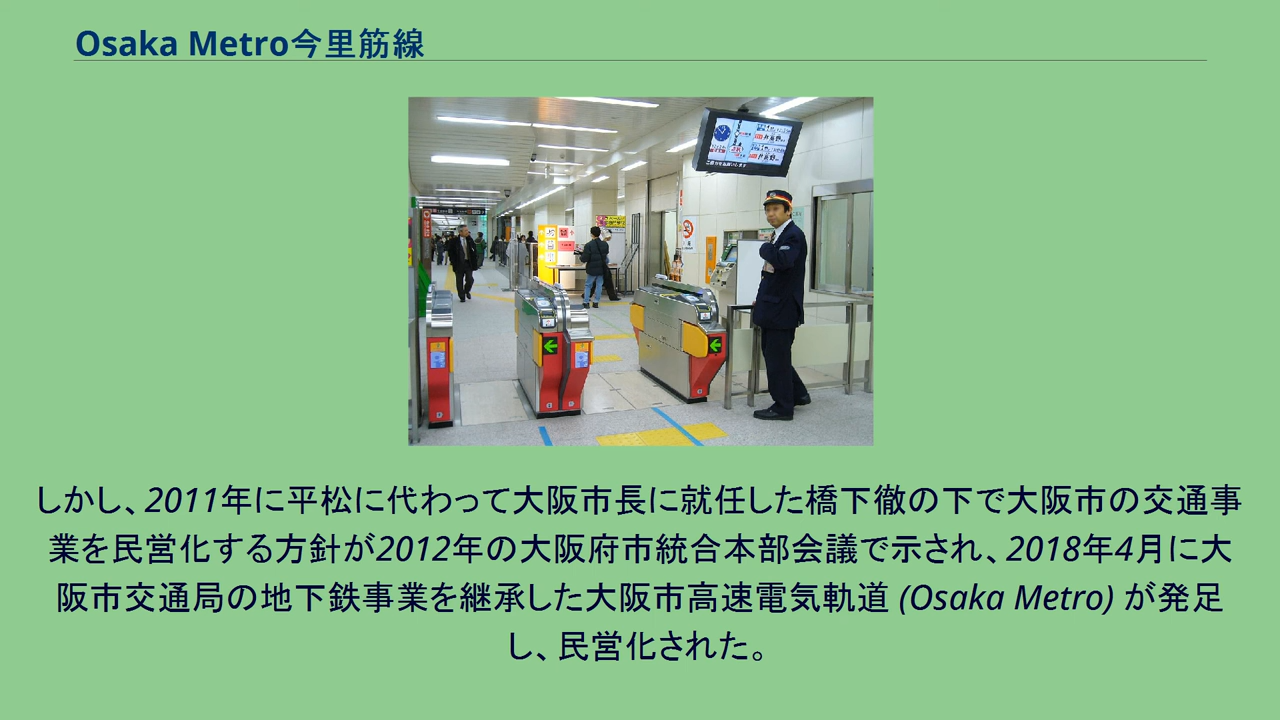 Osaka Metro今里筋線
しかし、2011年に平松に代わって大阪市長に就任した橋下徹の下で大阪市の交通事
業を民営化する方針が2012年の大阪府市統合本部会議で示され、2018年4月に大
阪市交通局の地下鉄事業を継承した大阪市高速電気軌道 (Osaka Metro) が発足
し、民営化された。